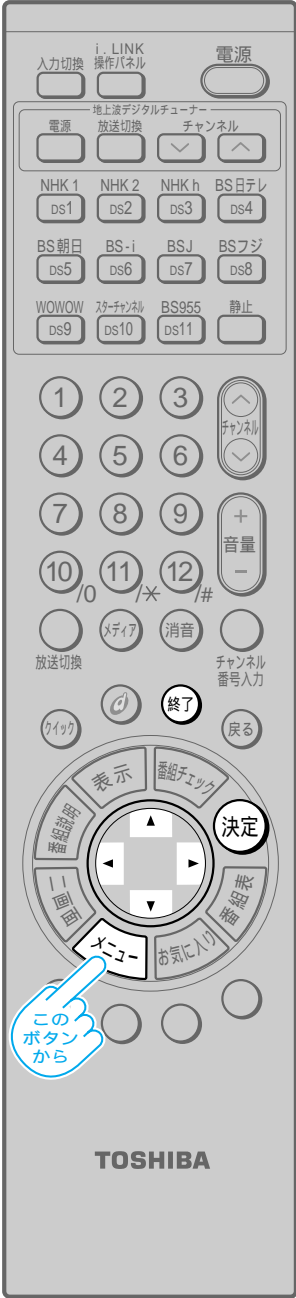 i. LINK
入力切換 操作パネル 電源
地上波デジタルチューナー
電源 放送切換 チャンネル
NHK 1 NHK 2 NHK h BS日テレ
DS1 DS2 DS3 DS4
BS朝日 BS-i BSJ BSフジ
DS5 DS6 DS7 DS8
WOWOW スターチャンネル BS955 静止
DS9 DS10 DS11
1 2 3
チャンネル
4 5 6
7 8 9 +
音量
10/0 11/* 12/# −
メディア 消音
放送切換 チャンネル
番号入力
終了
クイック 戻る
表示 番組チェック
番組説明 決定
二画面 番組表
メニュー お気に入り
この
ボタン
から
TOSHIBA